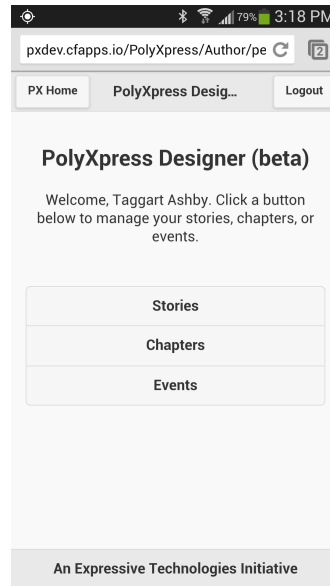 79% 3:18 PM
pxdev.cfapps.io/PolyXpress/Author/pe 2
PX Home PolyXpress Desig... Logout
PolyXpress Designer (beta)
Welcome, Taggart Ashby. Click a button
below to manage your stories, chapters, or
events.
Stories
Chapters
Events
An Expressive Technologies Initiative